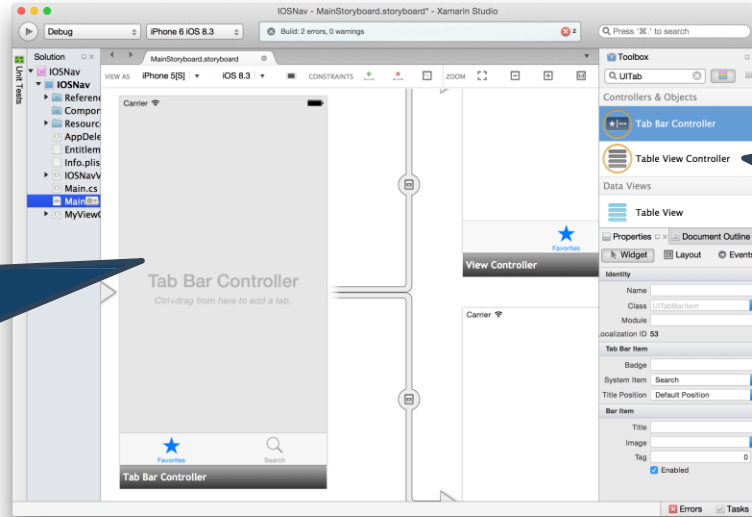 IOSNav - MainStoryboard.storyboard* - Xamarin Studio
Debug
iPhone 6 iOS 8.3
Build: 2 errors, 0 warnings
2
Press '⌘.' to search
Solution
MainStoryboard.storyboard
Toolbox
Unit Tests
IOSNav
IOSNav
Referenc
Compor
Resourc
AppDele
Entitlem
Info.plis
IOSNavV
Main.cs
Main
MyViewC
VIEW AS
iPhone 5[S]
iOS 8.3
CONSTRAINTS
ZOOM
UITab
Controllers & Objects
Tab Bar Controller
Table View Controller
Data Views
Table View
Carrier
Tab Bar Controller
Ctrl+drag from here to add a tab.
Favorites
Search
Tab Bar Controller
Favorites
View Controller
Carrier
Properties
Document Outline
Widget
Layout
Events
Identity
Name
Class UITabBarItem
Module
ocalization ID 53
Tab Bar Item
Badge
System Item Search
Title Position Default Position
Bar Item
Title
Image
Tag 0
Enabled
Errors
Tasks